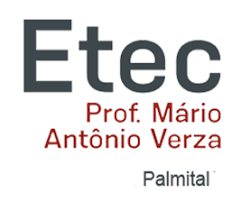 Etec
Prof. Mário
Antônio Verza
Palmital